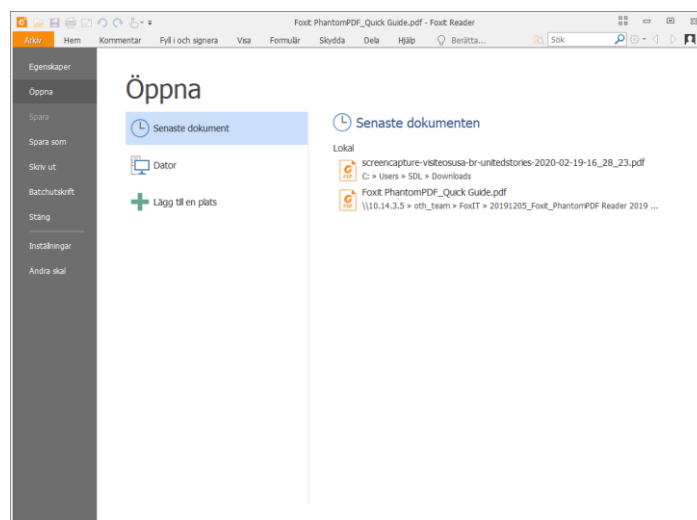 Foxit PhantomPDF_Quick Guide.pdf - Foxit Reader
Arkiv Hem Kommentar Fyll i och signera Visa Formulär Skydda Dela Hjälp Berätta... Sök
Egenskaper
Öppna
Spara
Spara som
Skriv ut
Batchutskrift
Stäng
Inställningar
Ändra skal
Öppna
Senaste dokument
Dator
Lägg till en plats
Senaste dokumenten
Lokal
screencapture-visiteosusa-br-unitedstories-2020-02-19-16_28_23.pdf
C: » Users » SDL » Downloads
Foxit PhantomPDF_Quick Guide.pdf
\\10.14.3.5 » oth_team » FoxIT » 20191205_Foxit_PhantomPDF Reader 2019 ...